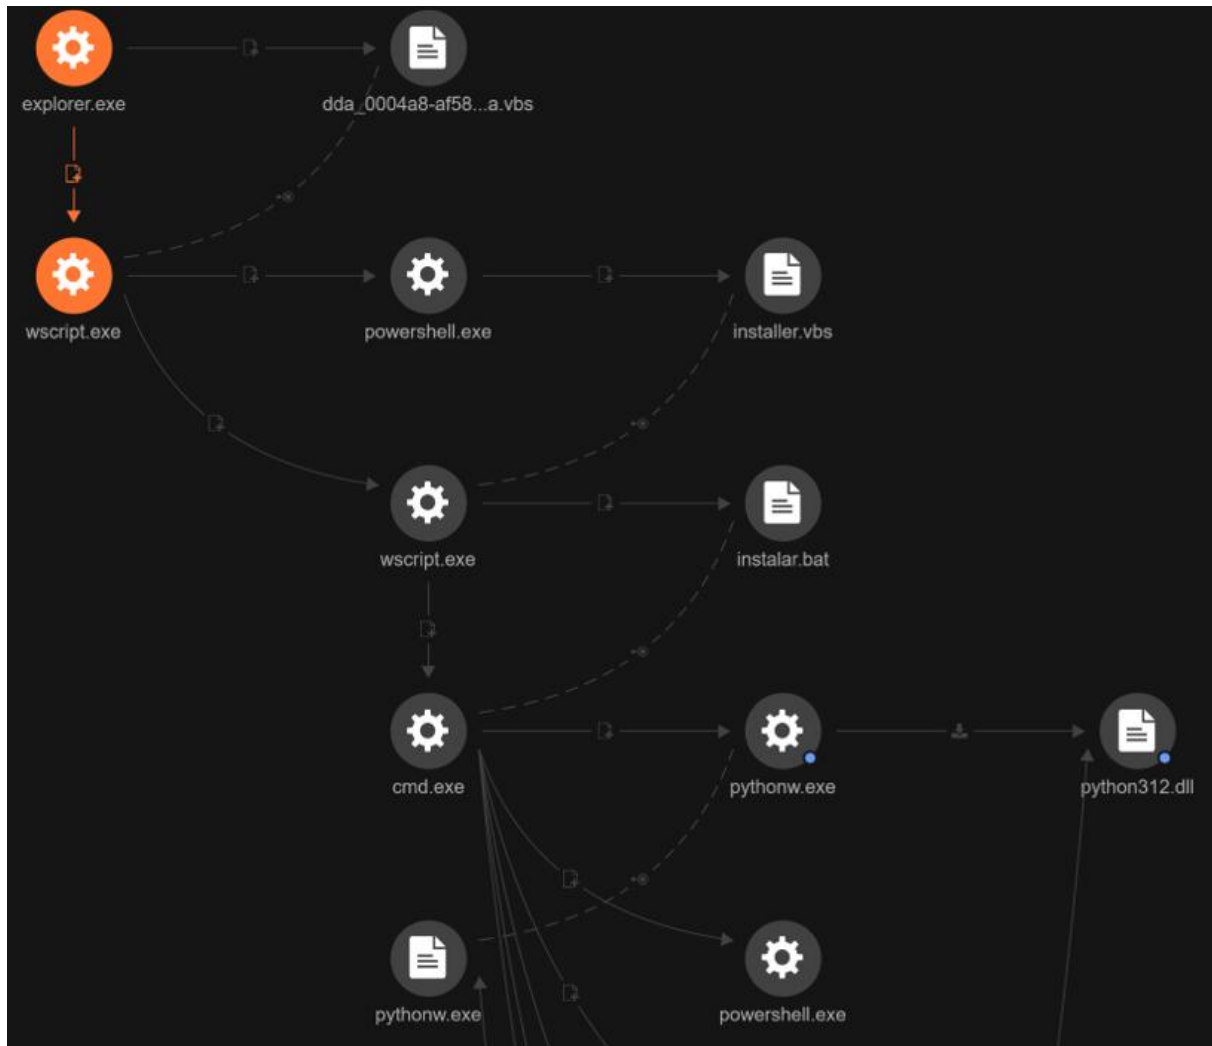 explorer.exe
dda_0004a8-af58...a.vbs
wscript.exe
powershell.exe
installer.vbs
wscript.exe
instalar.bat
cmd.exe
pythonw.exe
python312.dll
pythonw.exe
powershell.exe